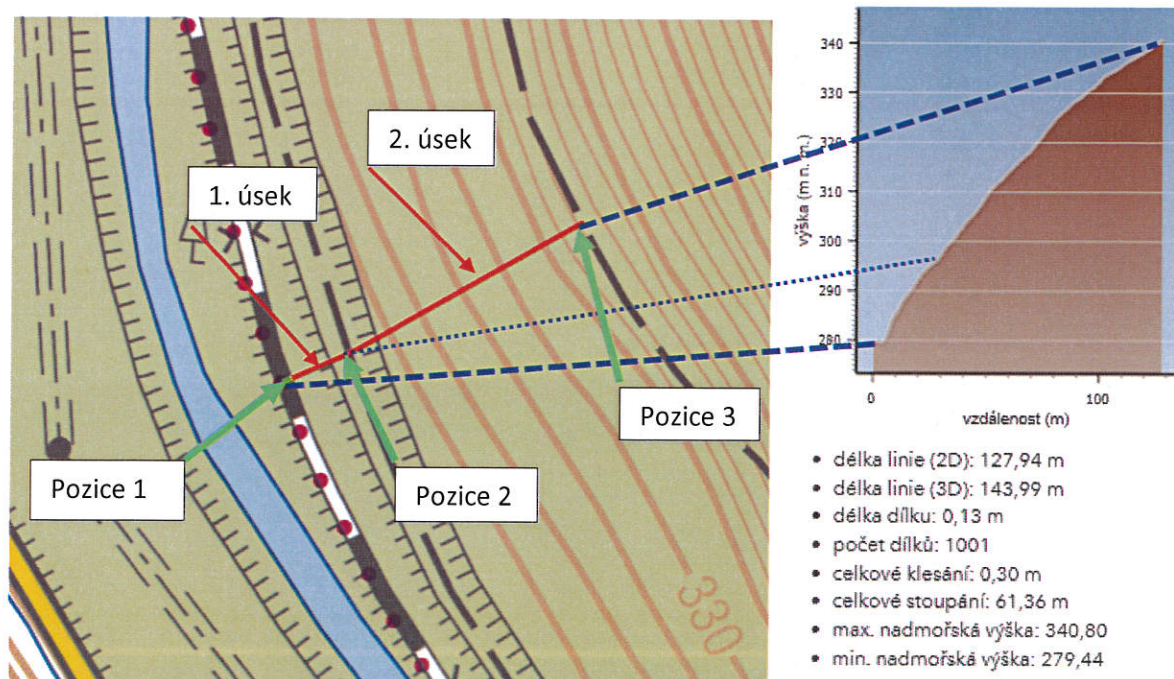 2. úsek
1. úsek
Pozice 1
Pozice 2
Pozice 3
330
výška (m n. m.)
340
330
320
310
300
290
280
0
100
vzdálenost (m)
• délka linie (2D): 127,94 m
• délka linie (3D): 143,99 m
• délka dílku: 0,13 m
• počet dílků: 1001
• celkové klesání: 0,30 m
• celkové stoupání: 61,36 m
• max. nadmořská výška: 340,80
• min. nadmořská výška: 279,44